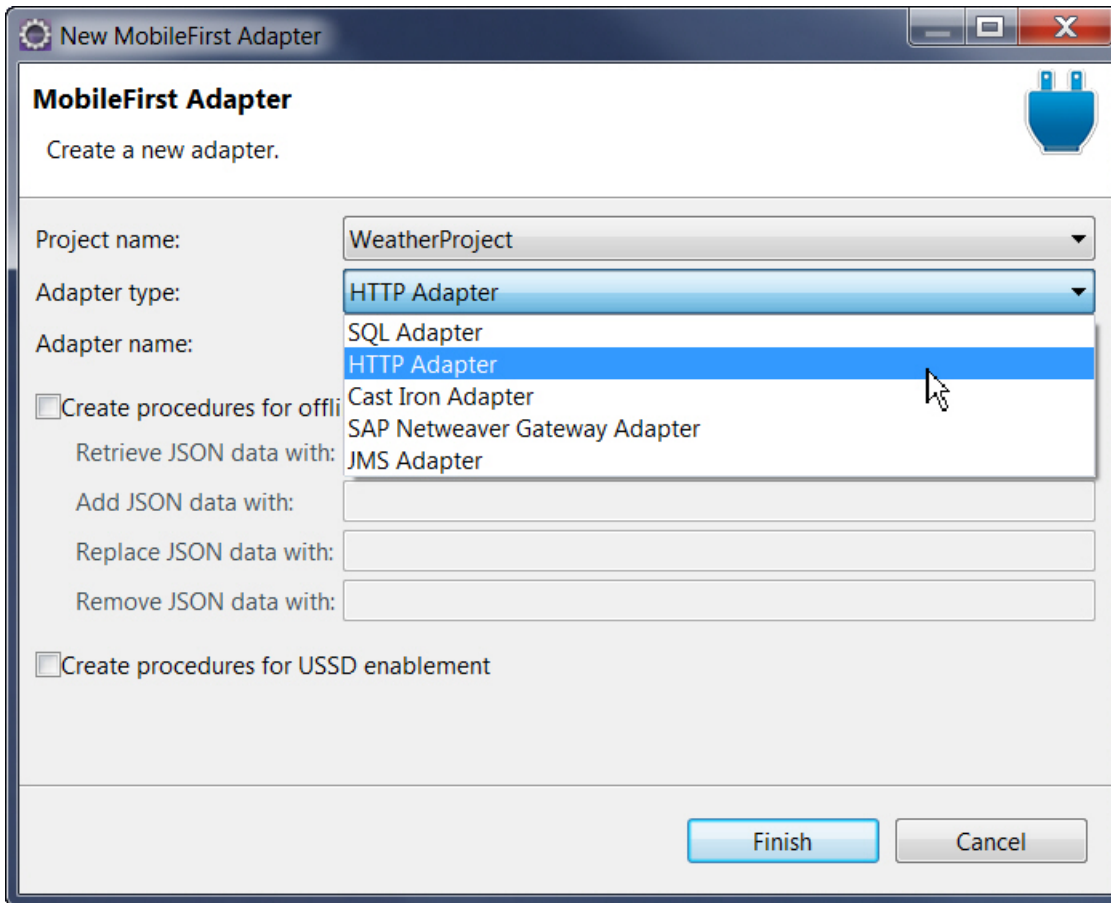 New MobileFirst Adapter
MobileFirst Adapter
Create a new adapter.
Project name: WeatherProject
Adapter type: HTTP Adapter
SQL Adapter
Adapter name:
HTTP Adapter
Cast Iron Adapter
Create procedures for offli
SAP Netweaver Gateway Adapter
Retrieve JSON data with:
JMS Adapter
Add JSON data with:
Replace JSON data with:
Remove JSON data with:
Create procedures for USSD enablement
Finish Cancel